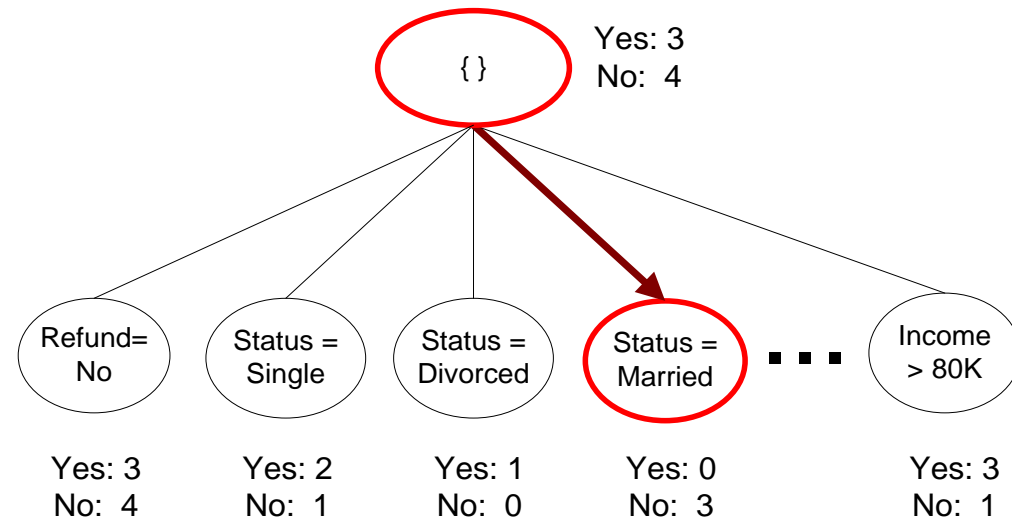 { }
Yes: 3
No: 4
Refund=
No
Status =
Single
Status =
Divorced
Status =
Married
Income
> 80K
Yes: 3
No: 4
Yes: 2
No: 1
Yes: 1
No: 0
Yes: 0
No: 3
Yes: 3
No: 1